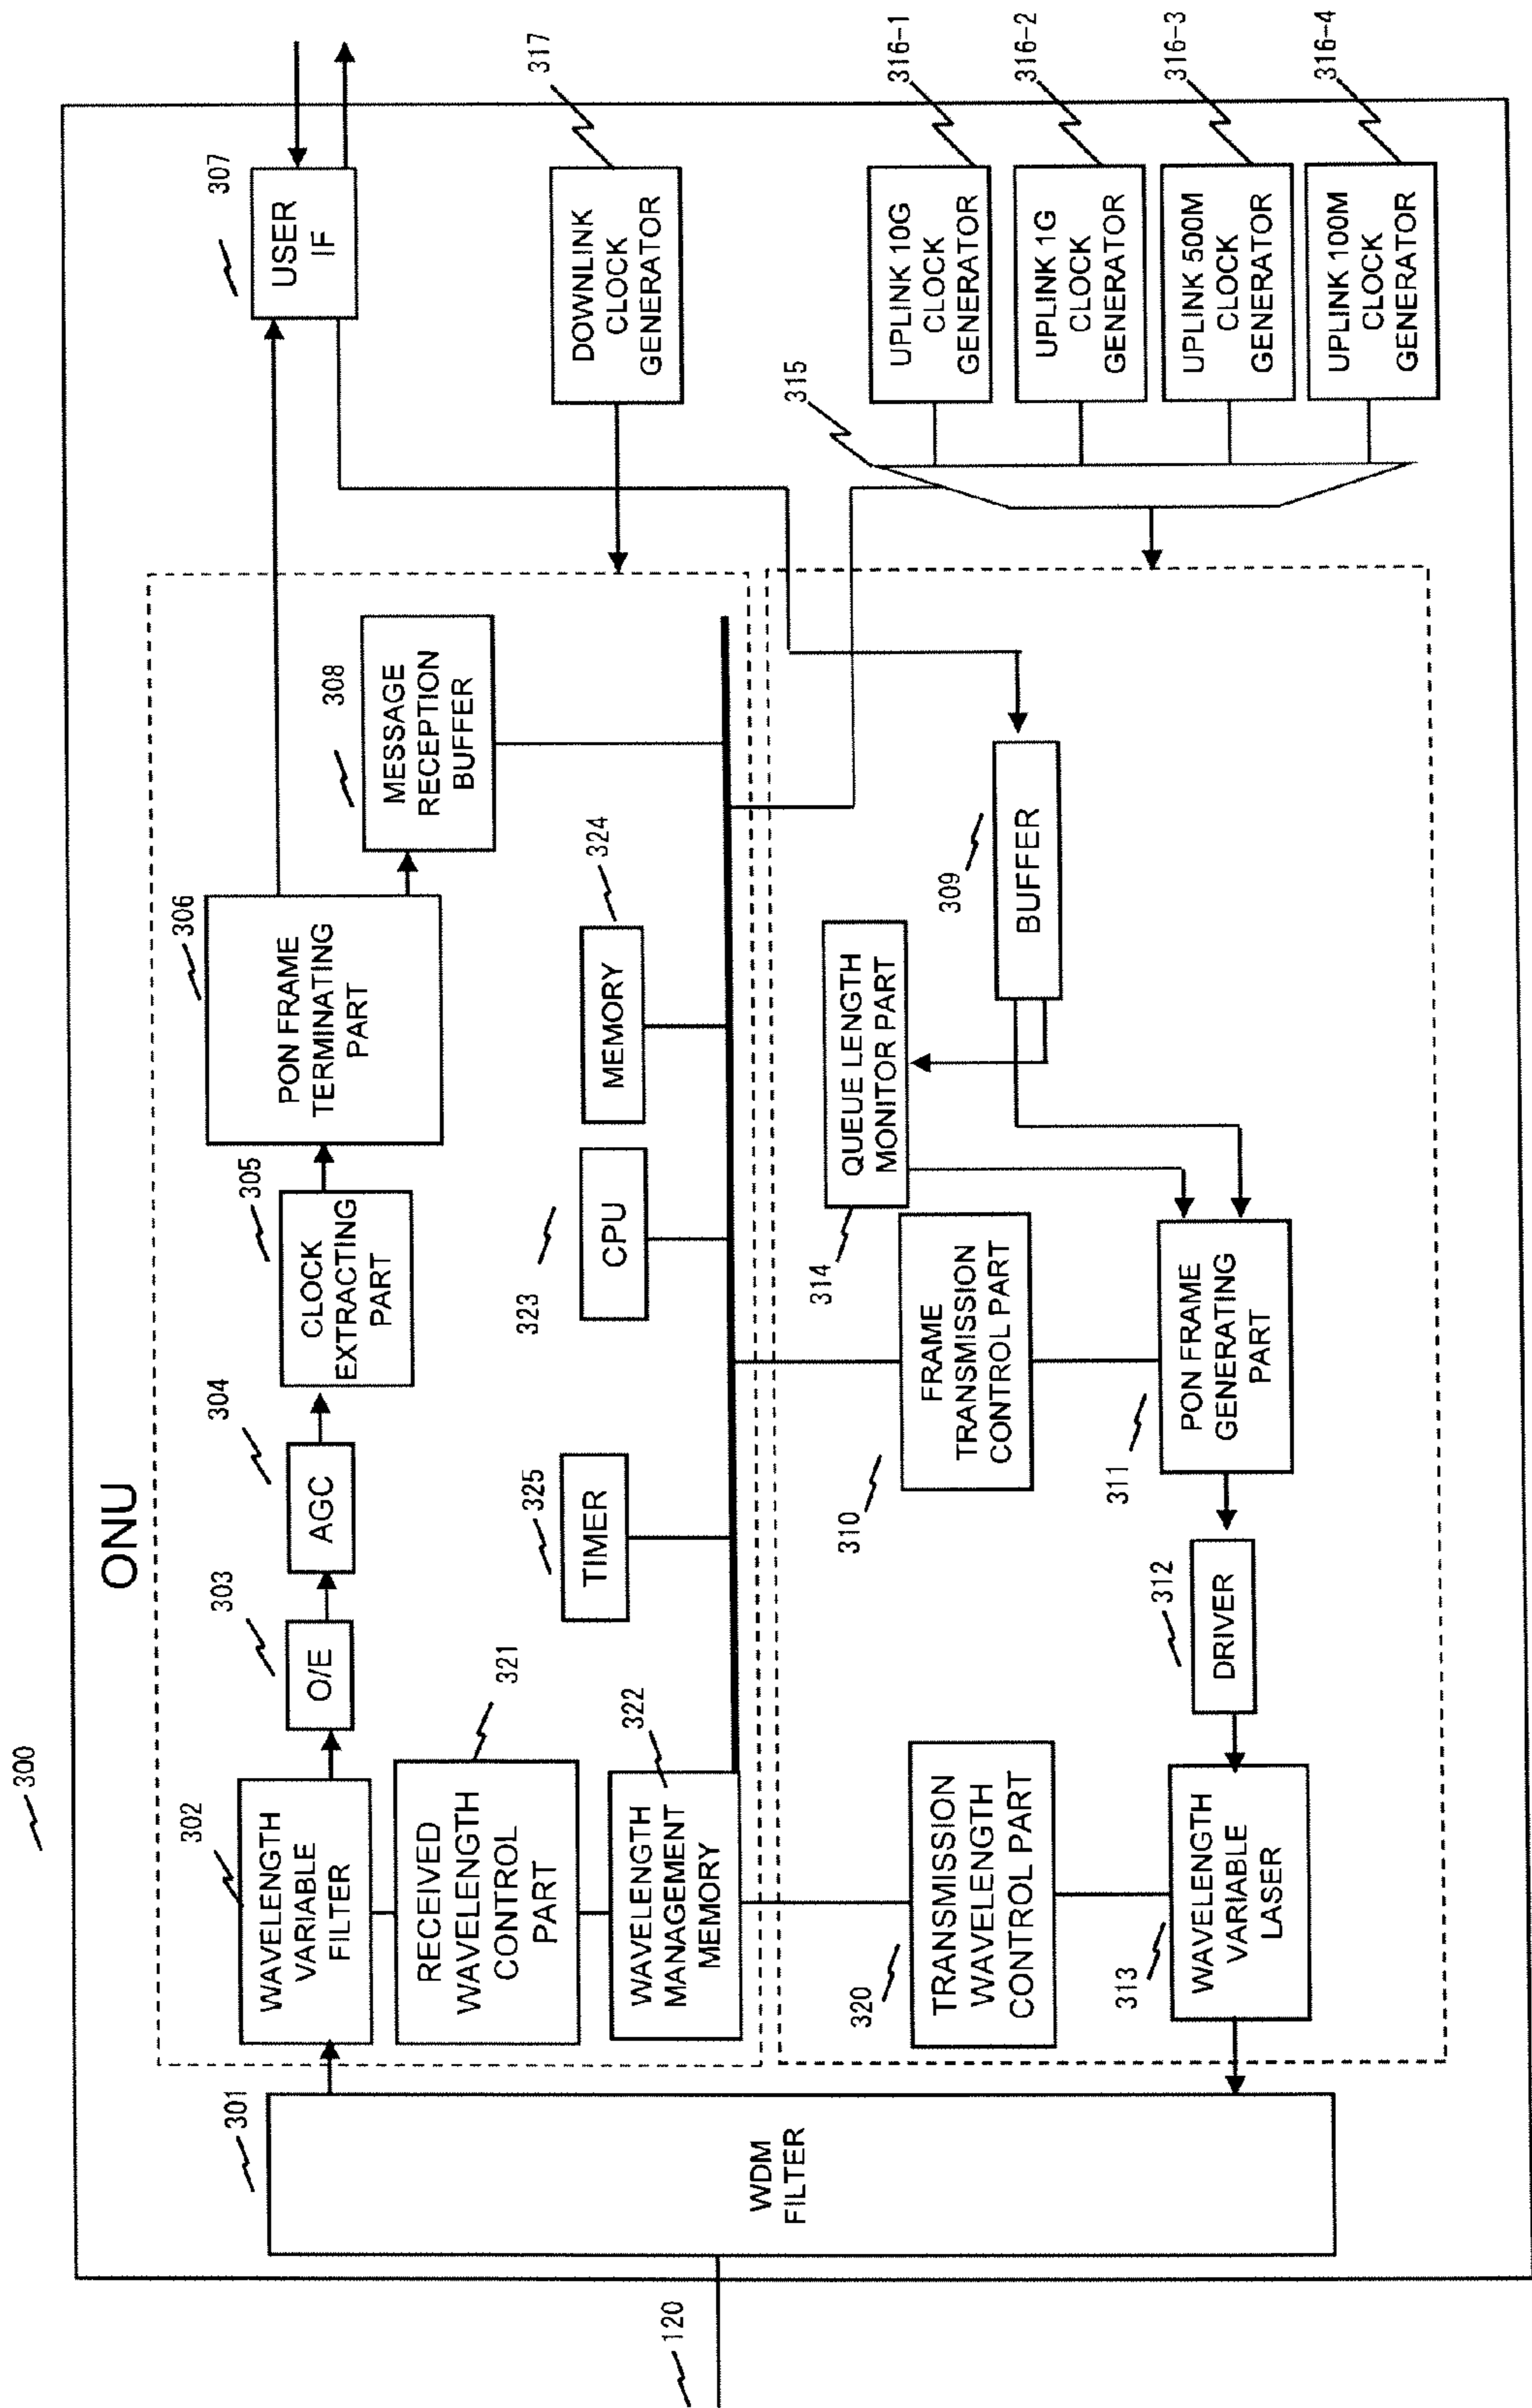 300
ONU
120
301
WDM
FILTER
302
WAVELENGTH
VARIABLE
FILTER
303
O/E
304
AGC
305
CLOCK
EXTRACTING
PART
306
PON FRAME
TERMINATING
PART
307
USER
IF
321
RECEIVED
WAVELENGTH
CONTROL
PART
322
WAVELENGTH
MANAGEMENT
MEMORY
325
TIMER
323
CPU
324
MEMORY
308
MESSAGE
RECEPTION
BUFFER
317
DOWNLINK
CLOCK
GENERATOR
320
TRANSMISSION
WAVELENGTH
CONTROL PART
313
WAVELENGTH
VARIABLE
LASER
312
DRIVER
310
FRAME
TRANSMISSION
CONTROL PART
311
PON FRAME
GENERATING
PART
314
QUEUE LENGTH
MONITOR PART
309
BUFFER
315
UPLINK 10G
CLOCK
GENERATOR
316-1
UPLINK 1G
CLOCK
GENERATOR
316-2
UPLINK 500M
CLOCK
GENERATOR
316-3
UPLINK 100M
CLOCK
GENERATOR
316-4